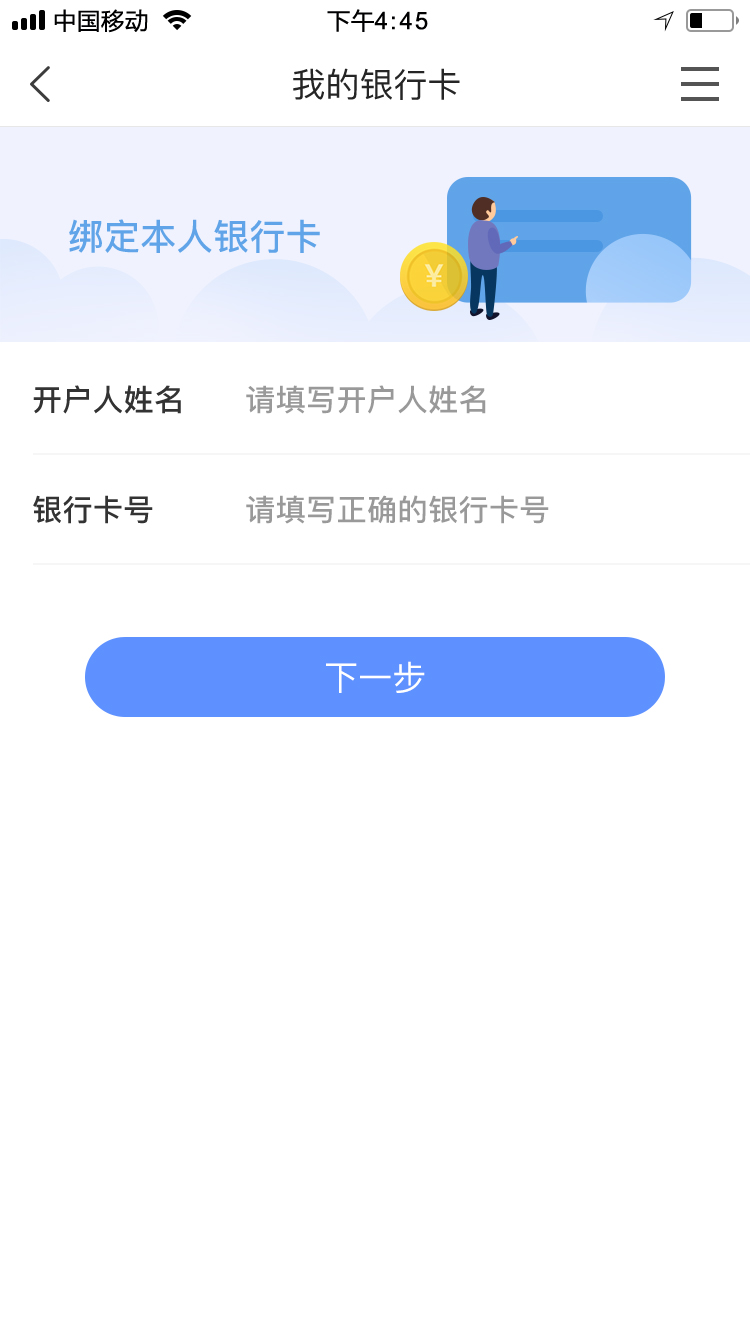 中国移动 下午4:45
我的银行卡
绑定本人银行卡
¥
开户人姓名 请填写开户人姓名
银行卡号 请填写正确的银行卡号
下一步